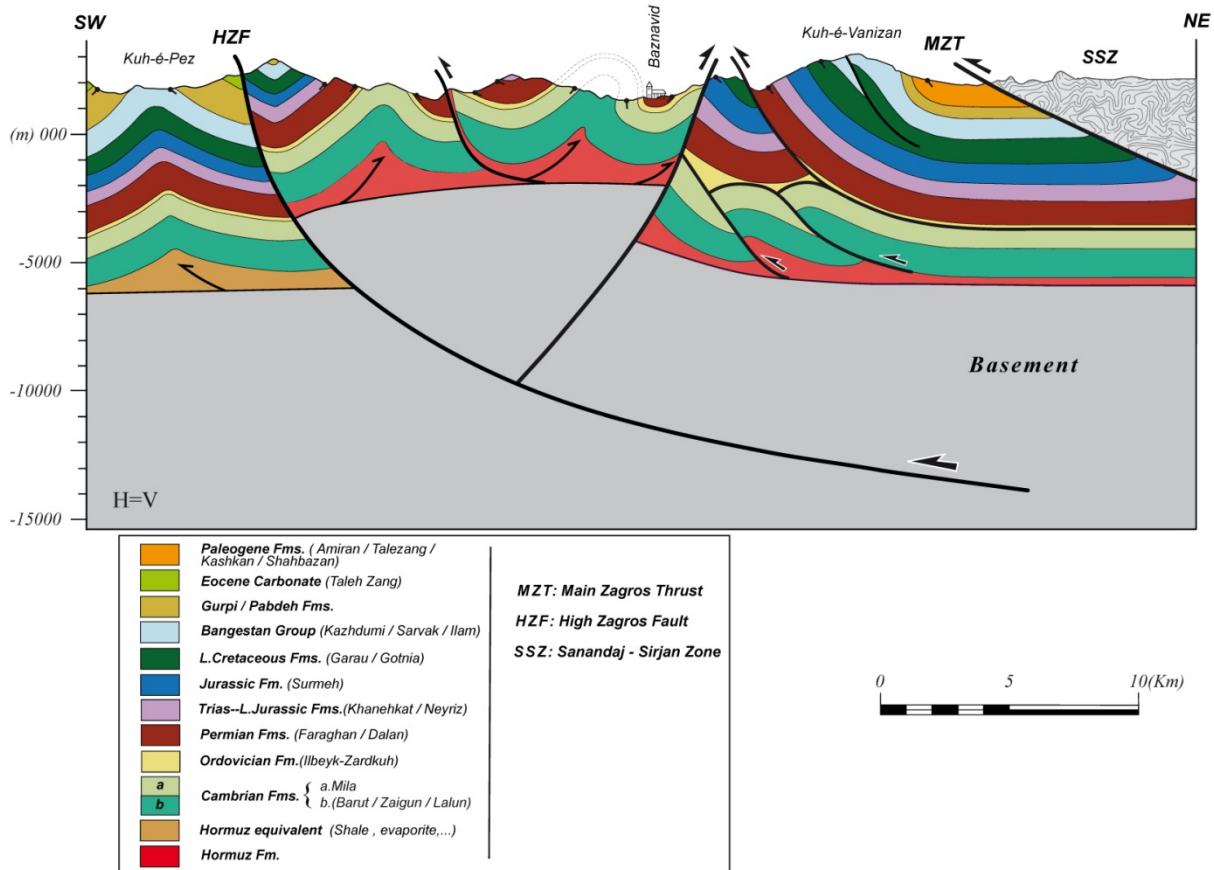 SW
NE
HZF
Kuh-é-Pez
Baznavid
Kuh-é-Vanizan
MZT
SSZ
(m) 000
-5000
-10000
-15000
Basement
H=V
Paleogene Fms. ( Amiran / Talezang /
Kashkan / Shahbazan)
Eocene Carbonate (Taleh Zang)
Gurpi / Pabdeh Fms.
Bangestan Group (Kazhdumi / Sarvak / Ilam)
L.Cretaceous Fms. (Garau / Gotnia)
Jurassic Fm. (Surmeh)
Trias--L.Jurassic Fms.(Khanehkat / Neyriz)
Permian Fms. (Faraghan / Dalan)
Ordovician Fm.(Ilbeyk-Zardkuh)
a
b
Cambrian Fms. { a.Mila
b.(Barut / Zaigun / Lalun)
Hormuz equivalent (Shale , evaporite,...)
Hormuz Fm.
MZT: Main Zagros Thrust
HZF: High Zagros Fault
SSZ: Sanandaj - Sirjan Zone
0 5 10(Km)